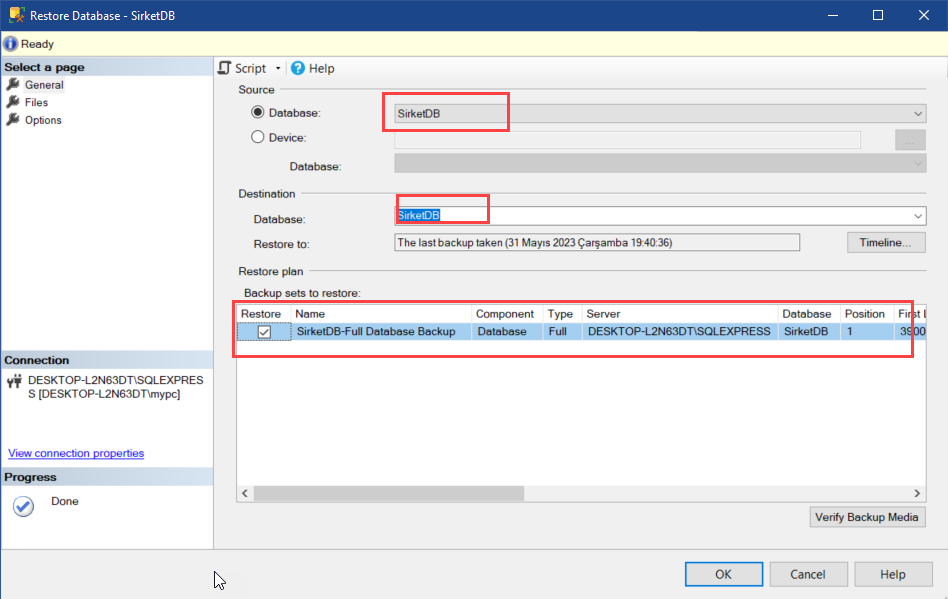 Restore Database - SirketDB
Ready
Select a page
General
Files
Options
Script
Help
Source
Database:
SirketDB
Device:
...
Database:
Destination
Database:
SirketDB
Restore to:
The last backup taken (31 Mayıs 2023 Çarşamba 19:40:36)
Timeline...
Restore plan
Backup sets to restore:
Restore Name Component Type Server Database Position First L
SirketDB-Full Database Backup Database Full DESKTOP-L2N63DT\SQLEXPRESS SirketDB 1 3900
Connection
DESKTOP-L2N63DT\SQLEXPRES
S [DESKTOP-L2N63DT\mypc]
View connection properties
Progress
Done
Verify Backup Media
OK
Cancel
Help